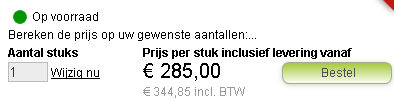 Op voorraad
Bereken de prijs op uw gewenste aantallen:...
Aantal stuks Prijs per stuk inclusief levering vanaf
1 Wijzig nu € 285,00 Bestel
€ 344,85 incl. BTW